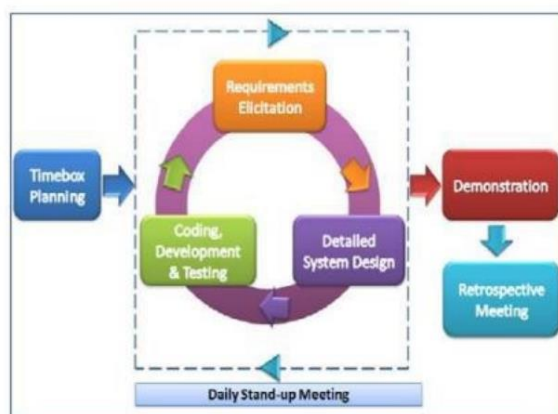 Requirements
Elicitation
Timebox
Planning
Demonstration
Coding,
Development
& Testing
Detailed
System Design
Retrospective
Meeting
Daily Stand-up Meeting